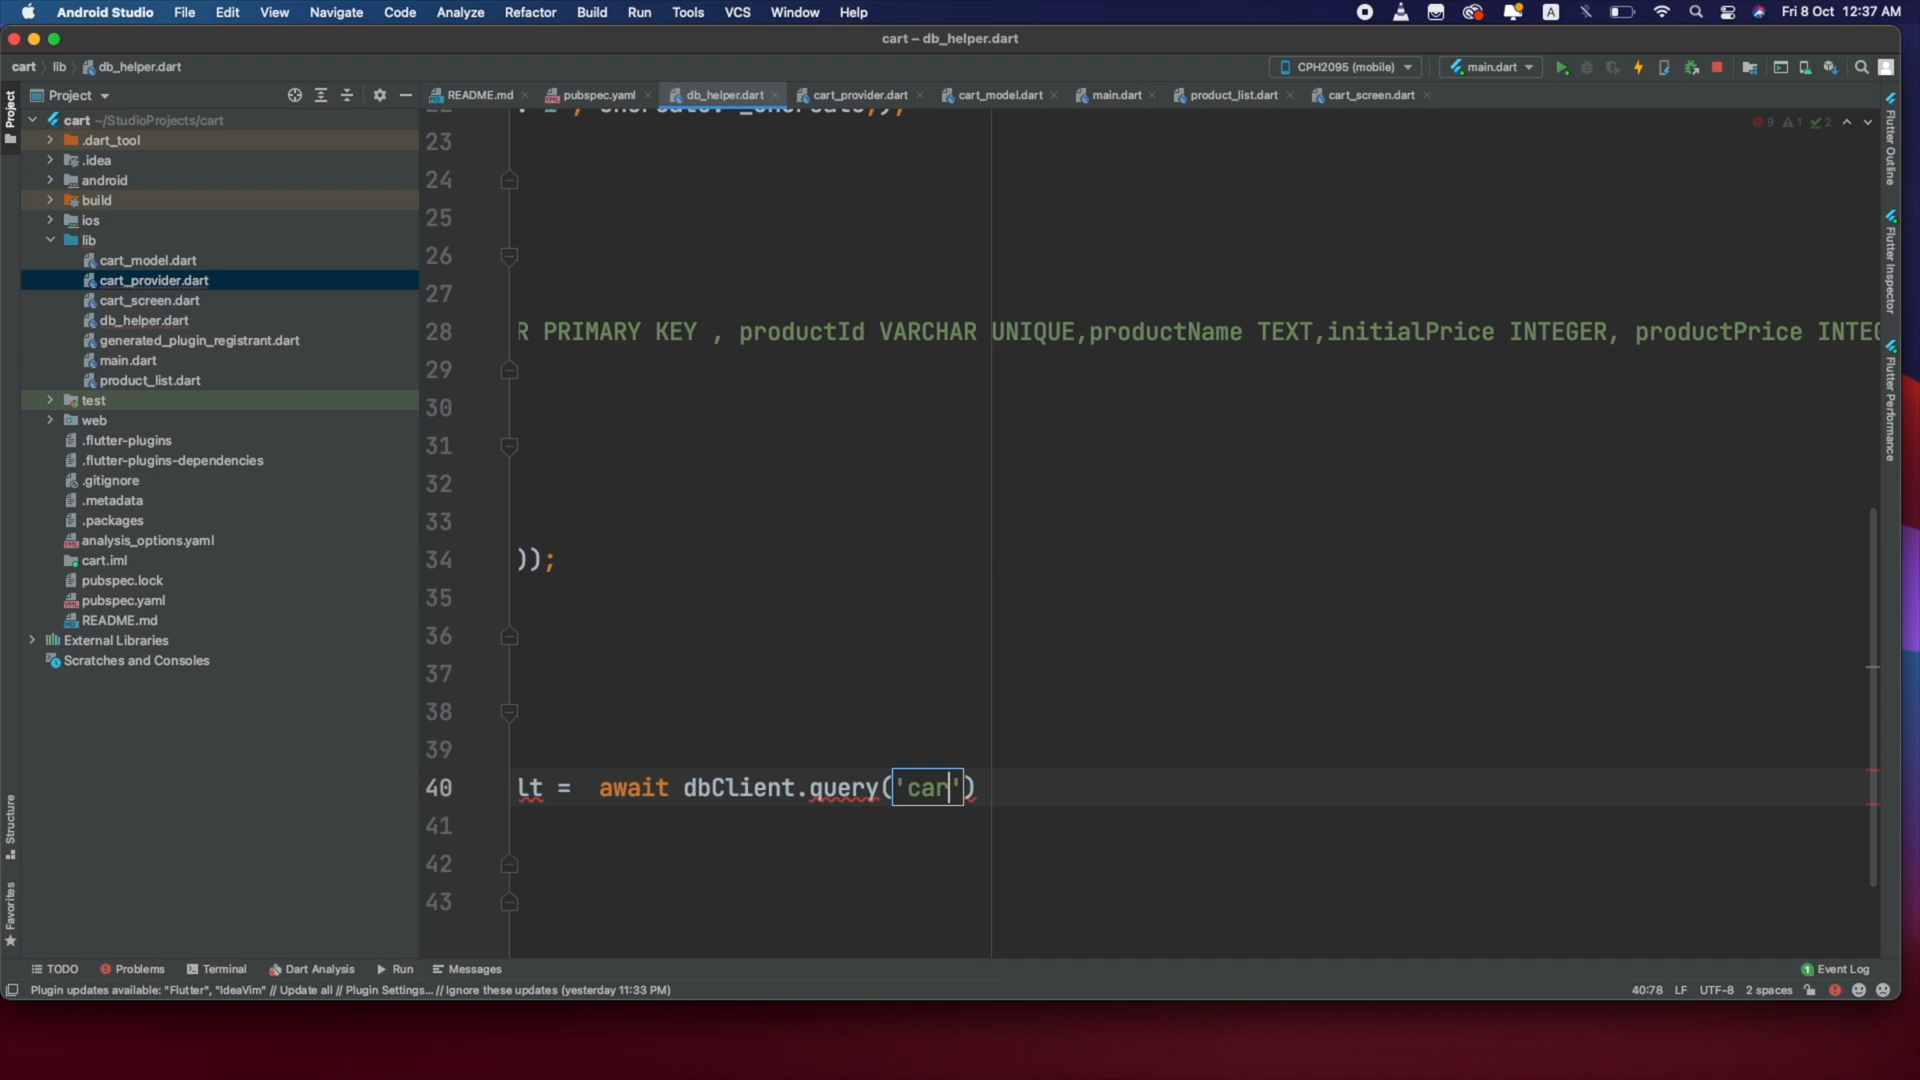 Android Studio File Edit View Navigate Code Analyze Refactor Build Run Tools VCS Window Help A Fri 8 Oct 12:37 AM
cart – db_helper.dart
cart lib db_helper.dart CPH2095 (mobile) main.dart
Project README.md pubspec.yaml db_helper.dart cart_provider.dart cart_model.dart main.dart product_list.dart cart_screen.dart
Project
cart ~/StudioProjects/cart
.dart_tool
.idea
android
build
ios
lib
cart_model.dart
cart_provider.dart
cart_screen.dart
db_helper.dart
generated_plugin_registrant.dart
main.dart
product_list.dart
test
web
.flutter-plugins
.flutter-plugins-dependencies
.gitignore
.metadata
.packages
analysis_options.yaml
cart.iml
pubspec.lock
pubspec.yaml
README.md
External Libraries
Scratches and Consoles
Structure
Favorites
9 1 2
23
24
25
26
27
28 R PRIMARY KEY , productId VARCHAR UNIQUE,productName TEXT,initialPrice INTEGER, productPrice INTEG
29
30
31
32
33
34 ));
35
36
37
38
39
40 lt = await dbClient.query('car')
41
42
43
Flutter Outline
Flutter Inspector
Flutter Performance
TODO Problems Terminal Dart Analysis Run Messages 1 Event Log
Plugin updates available: "Flutter", "IdeaVim" // Update all // Plugin Settings... // Ignore these updates (yesterday 11:33 PM) 40:78 LF UTF-8 2 spaces